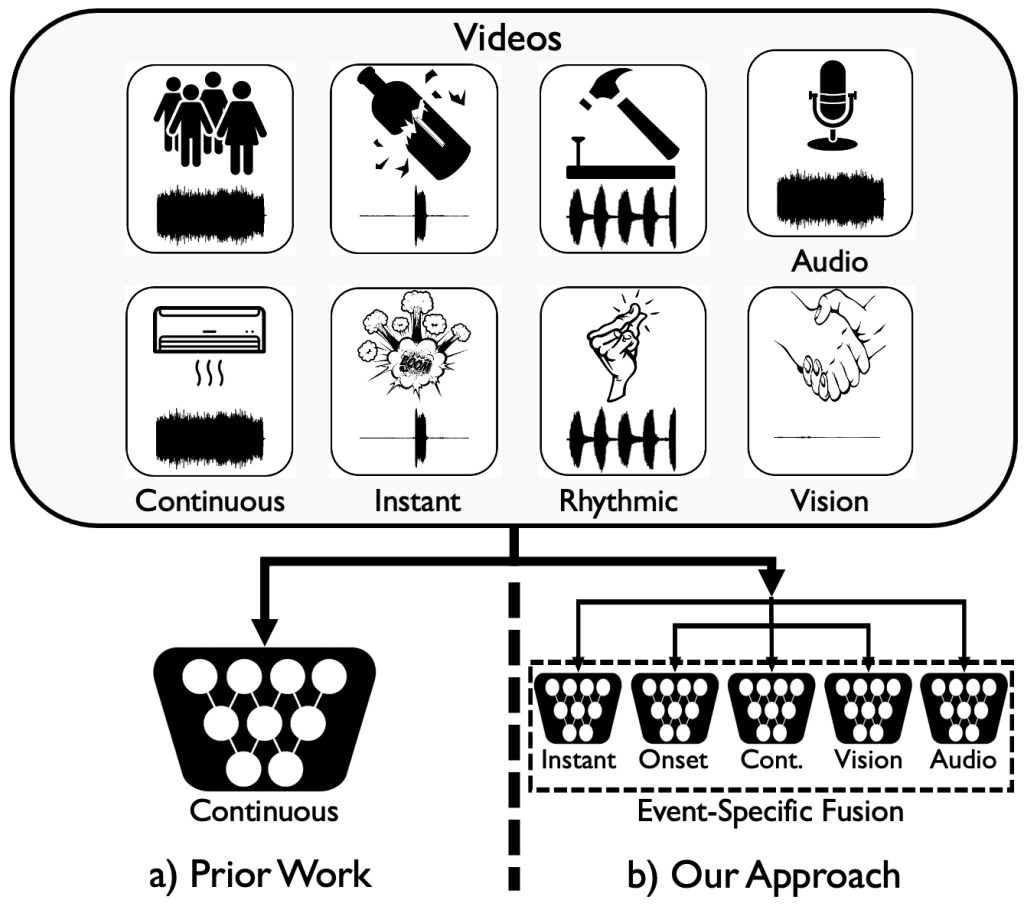 Videos
Audio
BOOM
Continuous
Instant
Rhythmic
Vision
Continuous
Instant
Onset
Cont.
Vision
Audio
Event-Specific Fusion
a) Prior Work
b) Our Approach